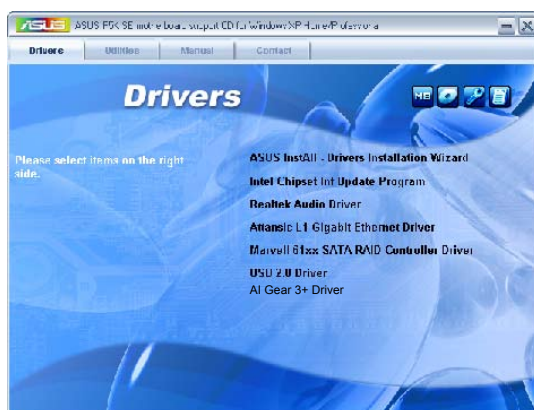 ASUS ASUS P5K SE motherboard support CD for Windows XP Home/Professional
Drivers Utilities Manual Contact
Drivers
Please select items on the right
side.
ASUS InstAll - Drivers Installation Wizard
Intel Chipset Inf Update Program
Realtek Audio Driver
Attansic L1 Gigabit Ethernet Driver
Marvell 61xx SATA RAID Controller Driver
USB 2.0 Driver
AI Gear 3+ Driver